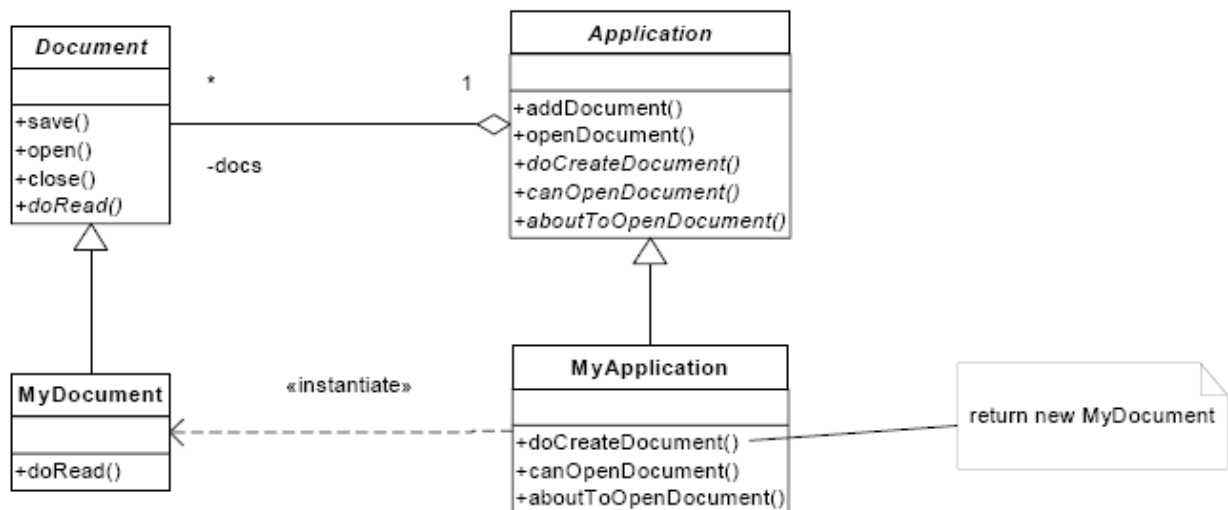 Document
+save()
+open()
+close()
+doRead()
*
1
-docs
Application
+addDocument()
+openDocument()
+doCreateDocument()
+canOpenDocument()
+aboutToOpenDocument()
MyDocument
+doRead()
«instantiate»
MyApplication
+doCreateDocument()
+canOpenDocument()
+aboutToOpenDocument()
return new MyDocument